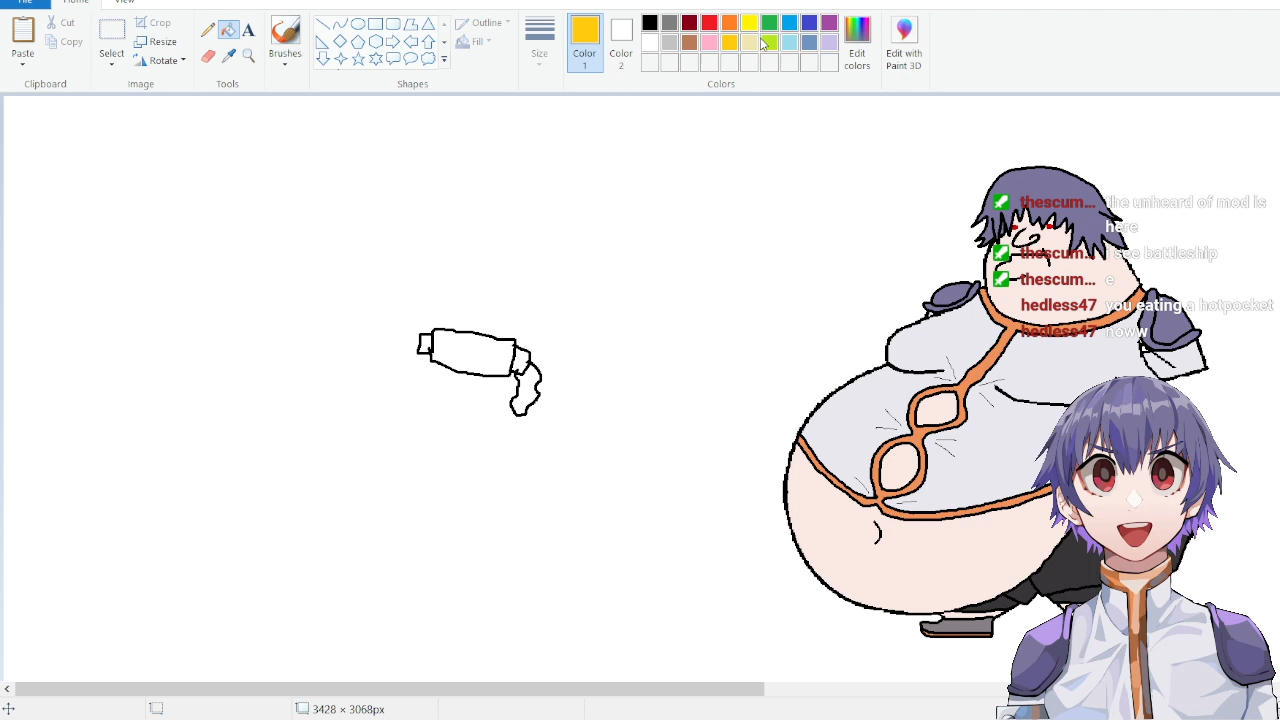 File Home View
Paste
Cut
Copy
Clipboard
Select
Crop
Resize
Rotate
Image
Tools
Brushes
Shapes
Outline
Fill
Size
Color 1
Color 2
Colors
Edit colors
Edit with Paint 3D
thescum... the unheard of mod is
here
thescum... i see battleship
thescum... e
hedless47 you eating a hotpocket
hedless47 noww
3428 × 3068px